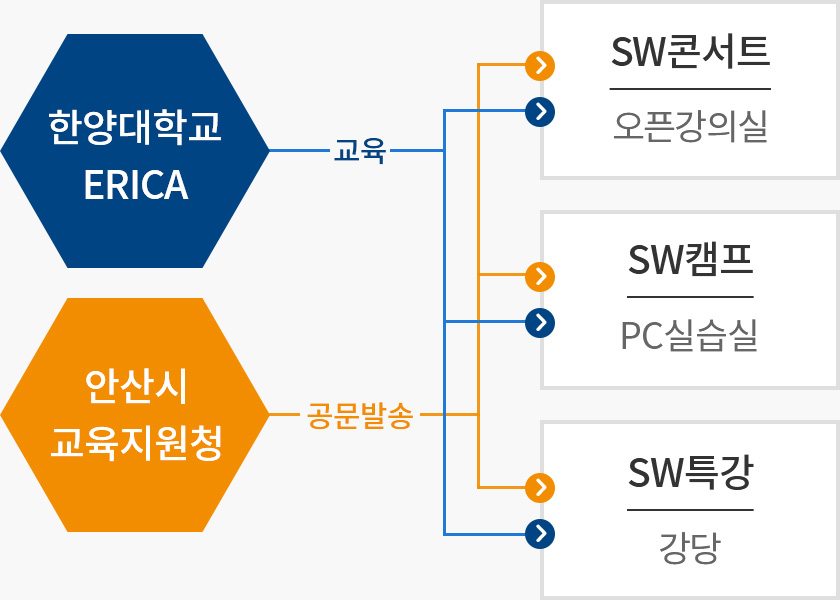 한양대학교
ERICA
교육
안산시
교육지원청
공문발송
SW콘서트
오픈강의실
SW캠프
PC실습실
SW특강
강당